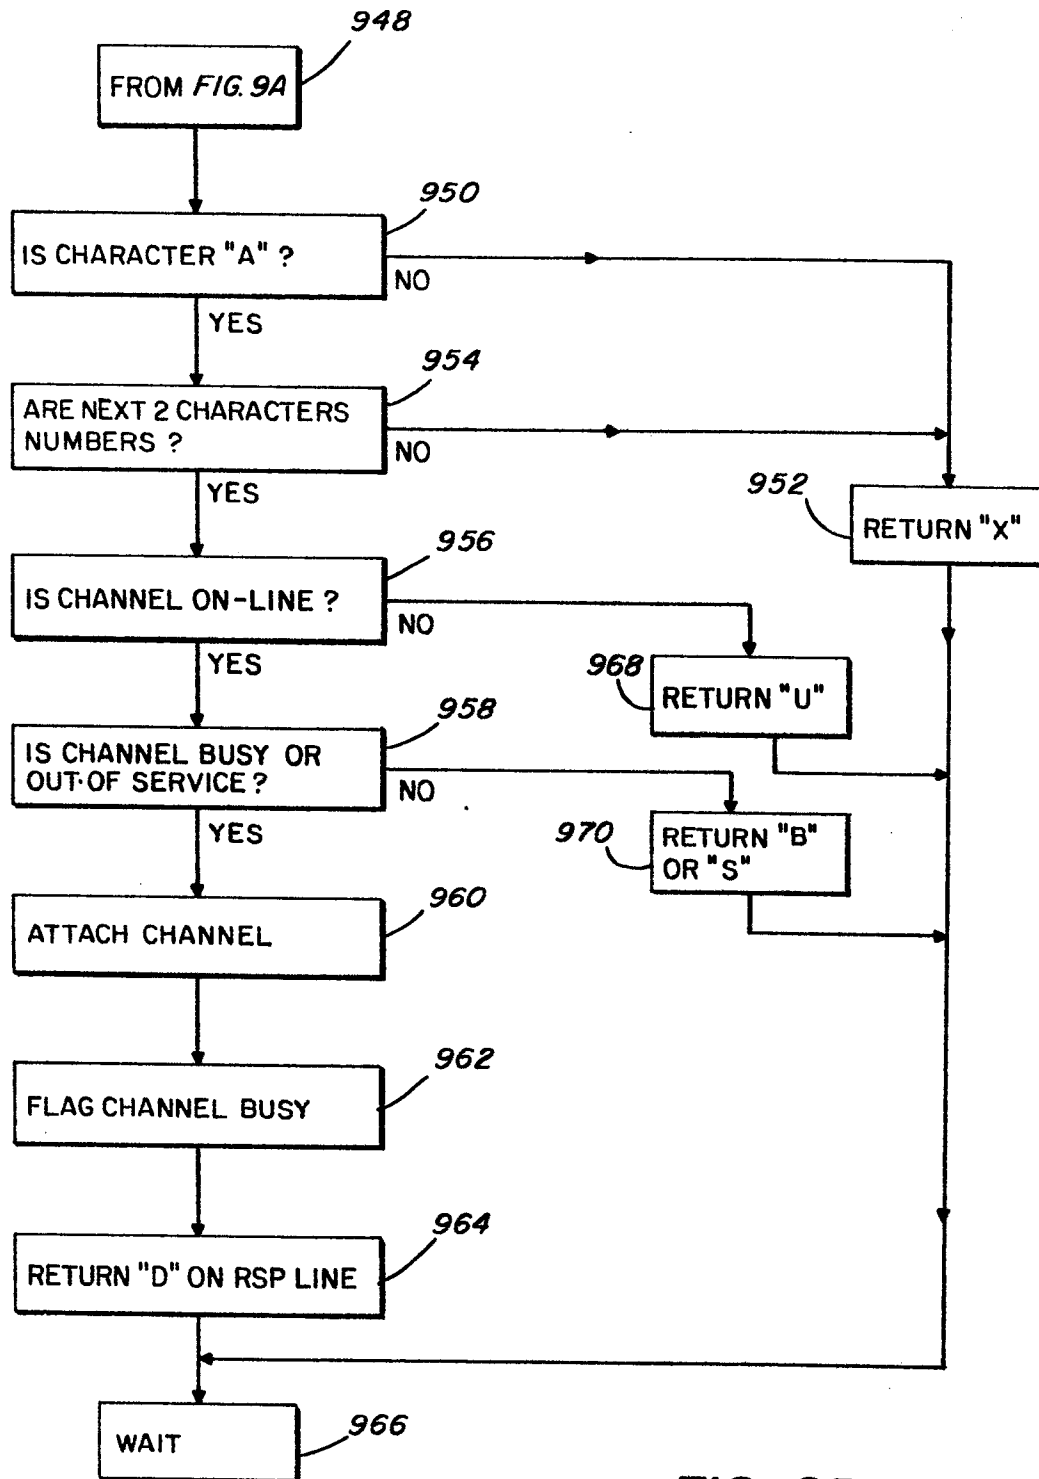 948
FROM FIG. 9A
950
IS CHARACTER "A" ?
NO
YES
954
ARE NEXT 2 CHARACTERS
NUMBERS ?
NO
YES
952
RETURN "X"
956
IS CHANNEL ON-LINE ?
NO
YES
968
RETURN "U"
958
IS CHANNEL BUSY OR
OUT-OF SERVICE ?
NO
YES
970
RETURN "B"
OR "S"
960
ATTACH CHANNEL
962
FLAG CHANNEL BUSY
964
RETURN "D" ON RSP LINE
966
WAIT